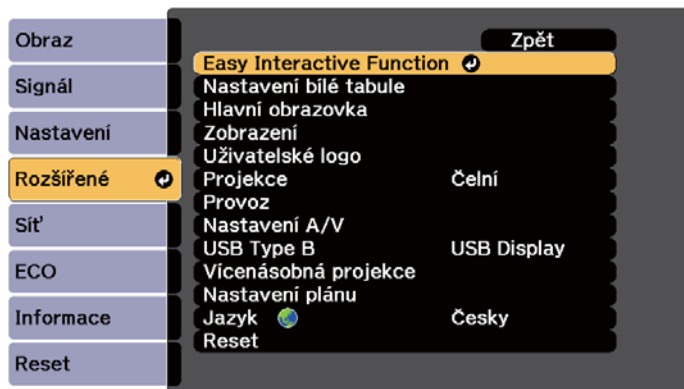 Obraz
Signál
Nastavení
Rozšířené
Síť
ECO
Informace
Reset
Zpět
Easy Interactive Function
Nastavení bílé tabule
Hlavní obrazovka
Zobrazení
Uživatelské logo
Projekce Čelní
Provoz
Nastavení A/V
USB Type B USB Display
Vícenásobná projekce
Nastavení plánu
Jazyk Česky
Reset